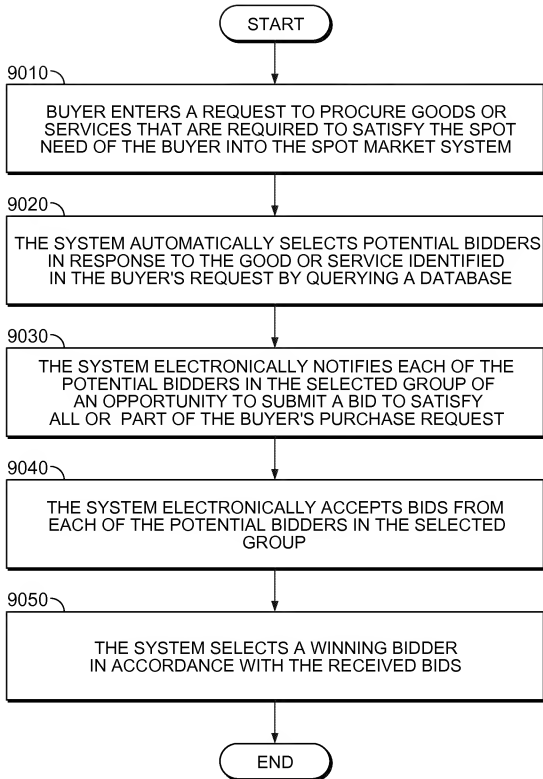 START
9010
BUYER ENTERS A REQUEST TO PROCURE GOODS OR
SERVICES THAT ARE REQUIRED TO SATISFY THE SPOT
NEED OF THE BUYER INTO THE SPOT MARKET SYSTEM
9020
THE SYSTEM AUTOMATICALLY SELECTS POTENTIAL BIDDERS
IN RESPONSE TO THE GOOD OR SERVICE IDENTIFIED
IN THE BUYER'S REQUEST BY QUERYING A DATABASE
9030
THE SYSTEM ELECTRONICALLY NOTIFIES EACH OF THE
POTENTIAL BIDDERS IN THE SELECTED GROUP OF
AN OPPORTUNITY TO SUBMIT A BID TO SATISFY
ALL OR PART OF THE BUYER'S PURCHASE REQUEST
9040
THE SYSTEM ELECTRONICALLY ACCEPTS BIDS FROM
EACH OF THE POTENTIAL BIDDERS IN THE SELECTED
GROUP
9050
THE SYSTEM SELECTS A WINNING BIDDER
IN ACCORDANCE WITH THE RECEIVED BIDS
END